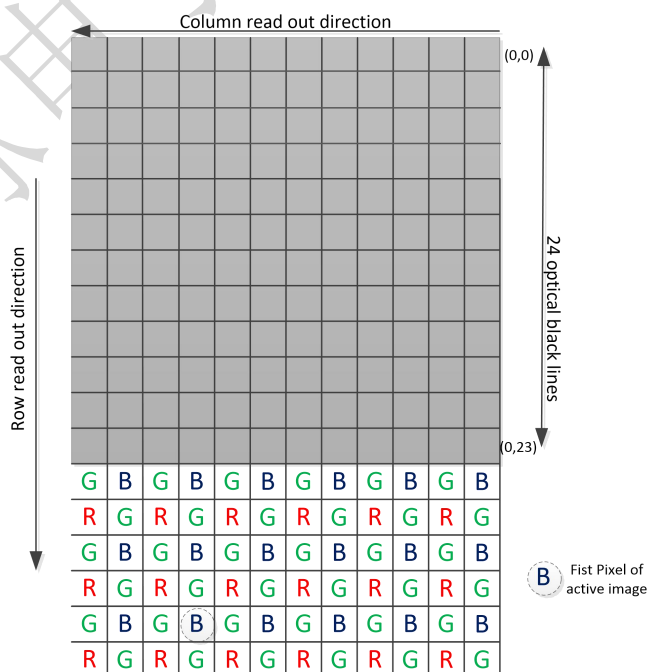 Column read out direction
(0,0)
Row read out direction
24 optical black lines
(0,23)
G B G B G B G B G B G B
R G R G R G R G R G R G
G B G B G B G B G B G B
R G R G R G R G R G R G
B Fist Pixel of
active image
G B G B G B G B G B G B
R G R G R G R G R G R G